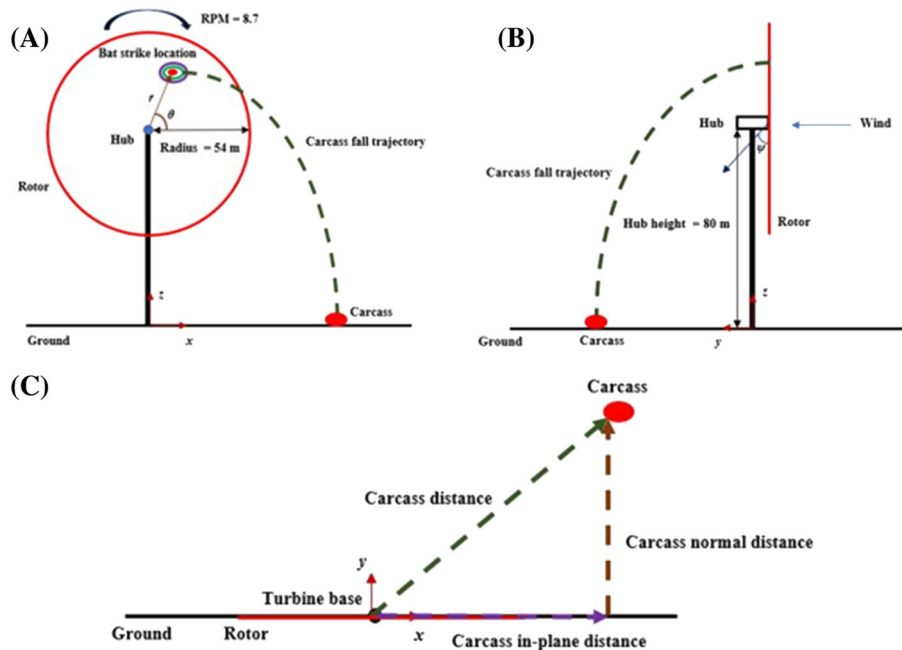 (A)
RPM = 8.7
Bat strike location
r
θ
Hub
Radius = 54 m
Carcass fall trajectory
Rotor
z
Carcass
Ground
x
(B)
Hub
Wind
ψ
Carcass fall trajectory
Hub height = 80 m
Rotor
z
Ground
Carcass
y
(C)
Carcass
Carcass distance
Carcass normal distance
y
Turbine base
Ground
Rotor
x
Carcass in-plane distance